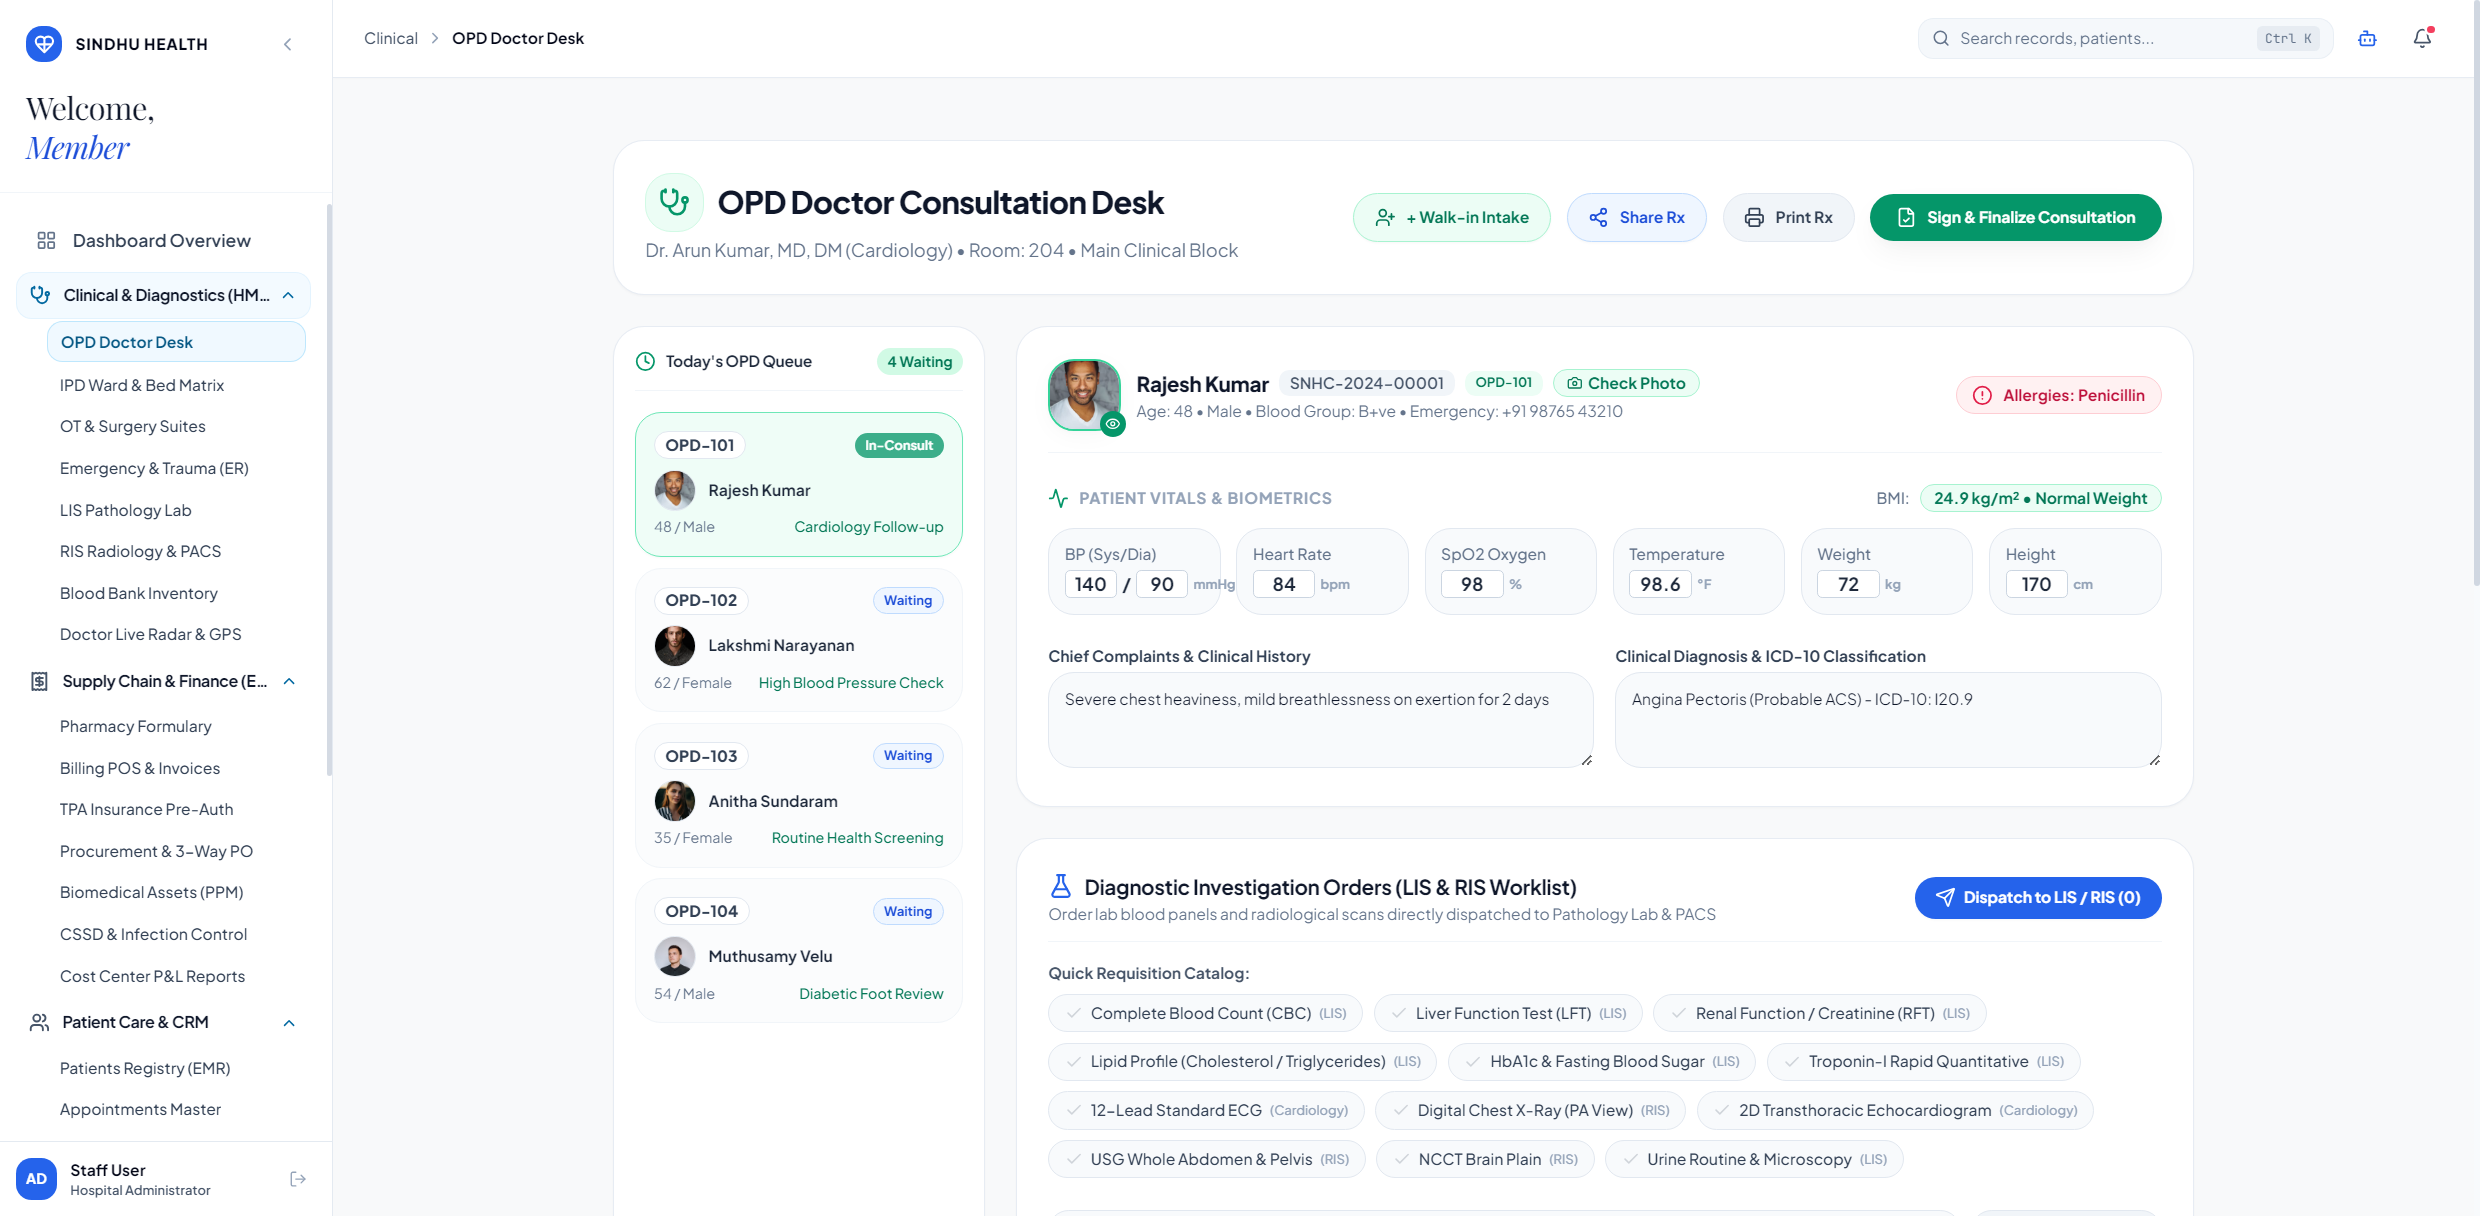 SINDHU HEALTH
Welcome,
Member
Dashboard Overview
Clinical & Diagnostics (HM...
OPD Doctor Desk
IPD Ward & Bed Matrix
OT & Surgery Suites
Emergency & Trauma (ER)
LIS Pathology Lab
RIS Radiology & PACS
Blood Bank Inventory
Doctor Live Radar & GPS
Supply Chain & Finance (E...
Pharmacy Formulary
Billing POS & Invoices
TPA Insurance Pre-Auth
Procurement & 3-Way PO
Biomedical Assets (PPM)
CSSD & Infection Control
Cost Center P&L Reports
Patient Care & CRM
Patients Registry (EMR)
Appointments Master
AD
Staff User
Hospital Administrator
Clinical > OPD Doctor Desk
Search records, patients... Ctrl K
OPD Doctor Consultation Desk
Dr. Arun Kumar, MD, DM (Cardiology) • Room: 204 • Main Clinical Block
+ Walk-in Intake
Share Rx
Print Rx
Sign & Finalize Consultation
Today's OPD Queue 4 Waiting
OPD-101 In-Consult
Rajesh Kumar
48 / Male Cardiology Follow-up
OPD-102 Waiting
Lakshmi Narayanan
62 / Female High Blood Pressure Check
OPD-103 Waiting
Anitha Sundaram
35 / Female Routine Health Screening
OPD-104 Waiting
Muthusamy Velu
54 / Male Diabetic Foot Review
Rajesh Kumar SNHC-2024-00001 OPD-101 Check Photo
Age: 48 • Male • Blood Group: B+ve • Emergency: +91 98765 43210
Allergies: Penicillin
PATIENT VITALS & BIOMETRICS
BMI: 24.9 kg/m² • Normal Weight
BP (Sys/Dia)
140 / 90 mmHg
Heart Rate
84 bpm
SpO2 Oxygen
98 %
Temperature
98.6 °F
Weight
72 kg
Height
170 cm
Chief Complaints & Clinical History
Severe chest heaviness, mild breathlessness on exertion for 2 days
Clinical Diagnosis & ICD-10 Classification
Angina Pectoris (Probable ACS) - ICD-10: I20.9
Diagnostic Investigation Orders (LIS & RIS Worklist)
Order lab blood panels and radiological scans directly dispatched to Pathology Lab & PACS
Dispatch to LIS / RIS (0)
Quick Requisition Catalog:
Complete Blood Count (CBC) (LIS)
Liver Function Test (LFT) (LIS)
Renal Function / Creatinine (RFT) (LIS)
Lipid Profile (Cholesterol / Triglycerides) (LIS)
HbA1c & Fasting Blood Sugar (LIS)
Troponin-I Rapid Quantitative (LIS)
12-Lead Standard ECG (Cardiology)
Digital Chest X-Ray (PA View) (RIS)
2D Transthoracic Echocardiogram (Cardiology)
USG Whole Abdomen & Pelvis (RIS)
NCCT Brain Plain (RIS)
Urine Routine & Microscopy (LIS)